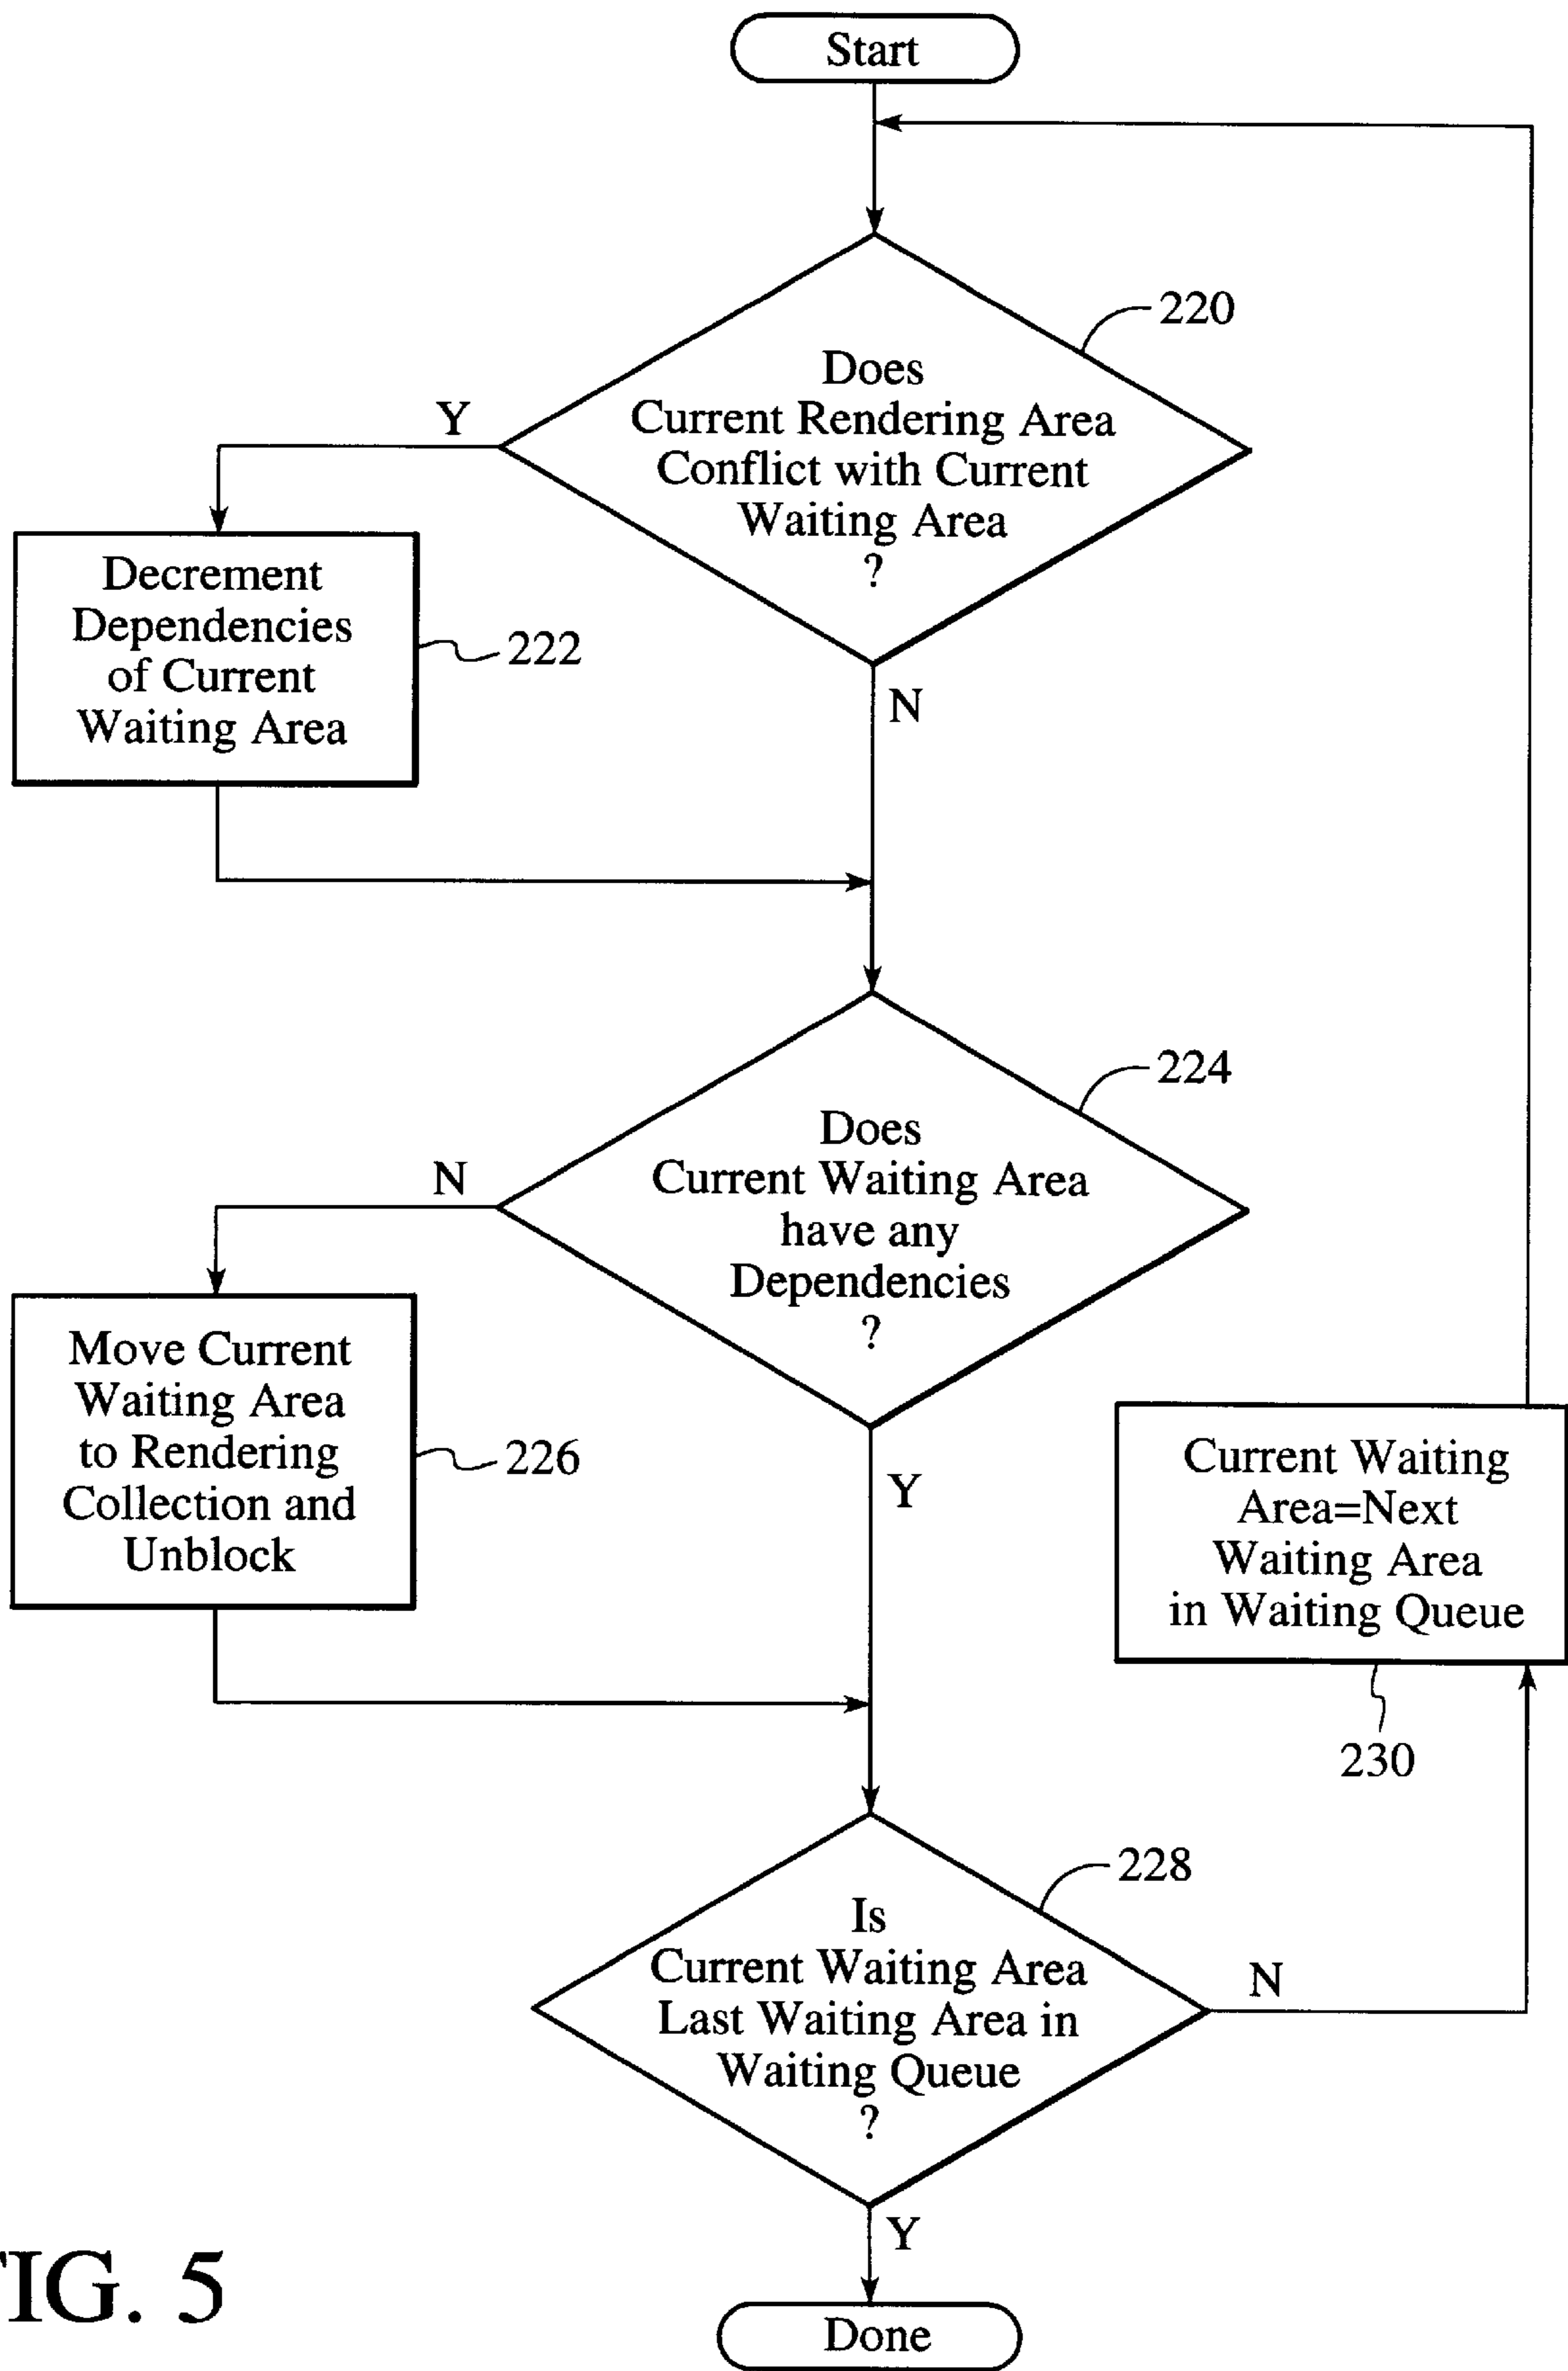 Start
220
Does
Current Rendering Area
Conflict with Current
Waiting Area
?
Y
N
Decrement
Dependencies
of Current
Waiting Area
222
224
Does
Current Waiting Area
have any
Dependencies
?
N
Y
Move Current
Waiting Area
to Rendering
Collection and
Unblock
226
Current Waiting
Area=Next
Waiting Area
in Waiting Queue
230
228
Is
Current Waiting Area
Last Waiting Area in
Waiting Queue
?
N
Y
Done
IG. 5